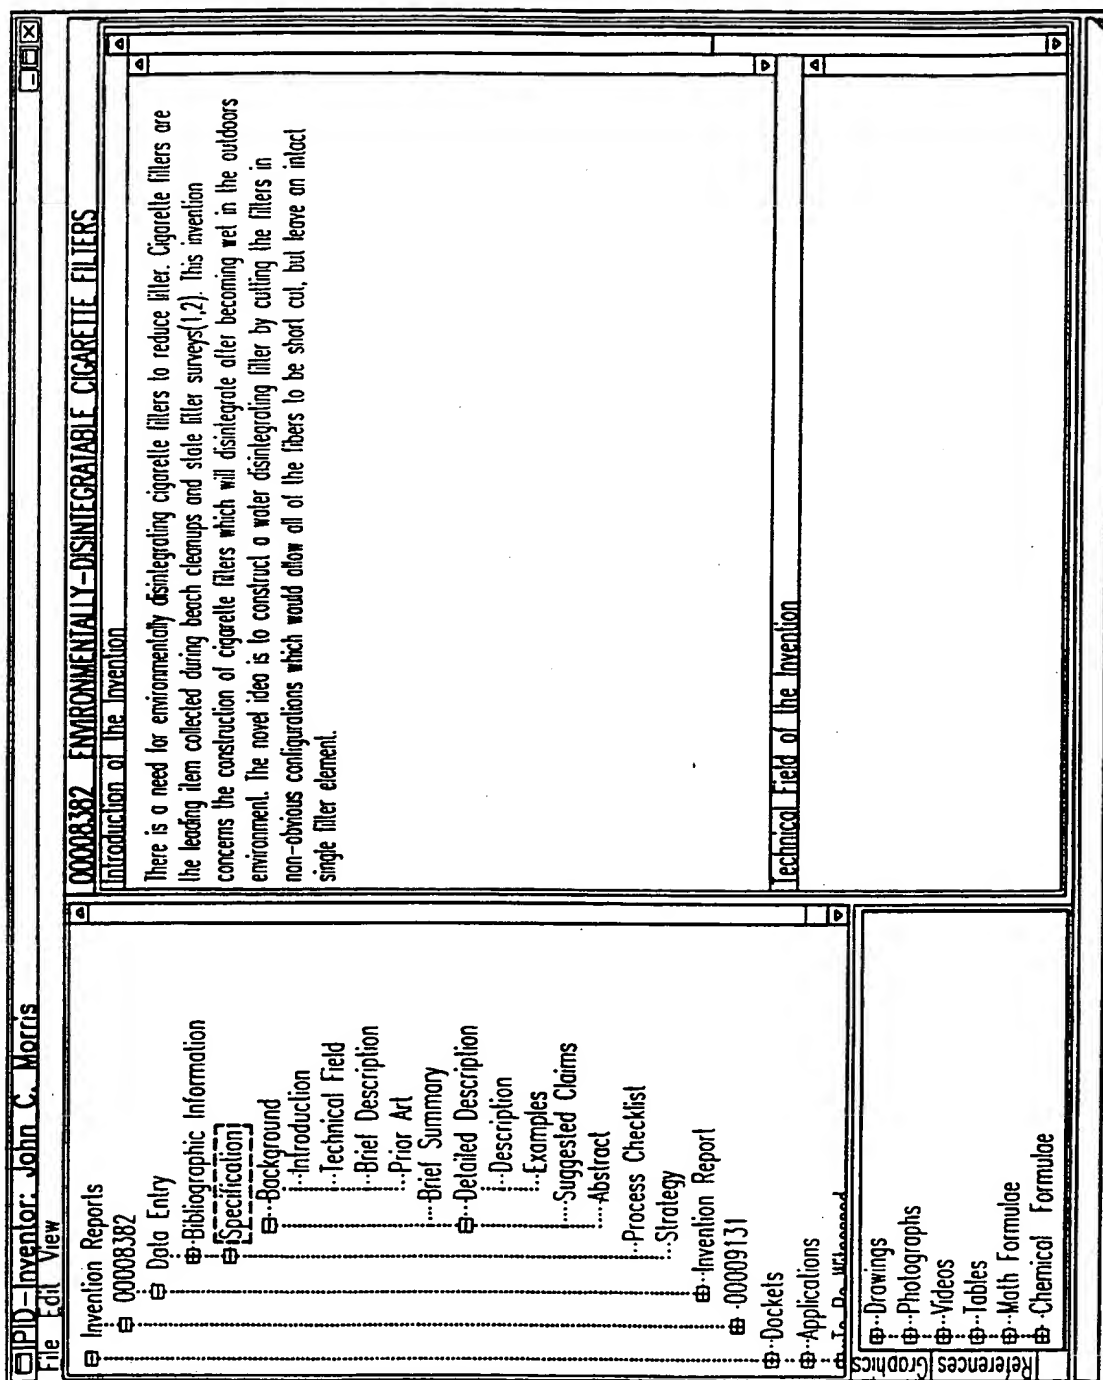 IPID-Inventor: John C. Morris
File Edit View
Invention Reports
00008382
Data Entry
Bibliographic Information
Specification
Background
Introduction
Technical Field
Brief Description
Prior Art
Brief Summary
Detailed Description
Description
Examples
Suggested Claims
Abstract
Process Checklist
Strategy
Invention Report
00009131
Dockets
Applications
To Be Witnessed
Graphics
References
Drawings
Photographs
Videos
Tables
Math Formulae
Chemical Formulae
00008382 ENVIRONMENTALLY-DISINTEGRATABLE CIGARETTE FILTERS
Introduction of the Invention
There is a need for environmentally disintegrating cigarette filters to reduce litter. Cigarette filters are
the leading item collected during beach cleanups and state litter surveys(1,2). This invention
concerns the construction of cigarette filters which will disintegrate after becoming wet in the outdoors
environment. The novel idea is to construct a water disintegrating filter by cutting the filters in
non-obvious configurations which would allow all of the fibers to be short cut, but leave an intact
single filter element.
Technical Field of the Invention